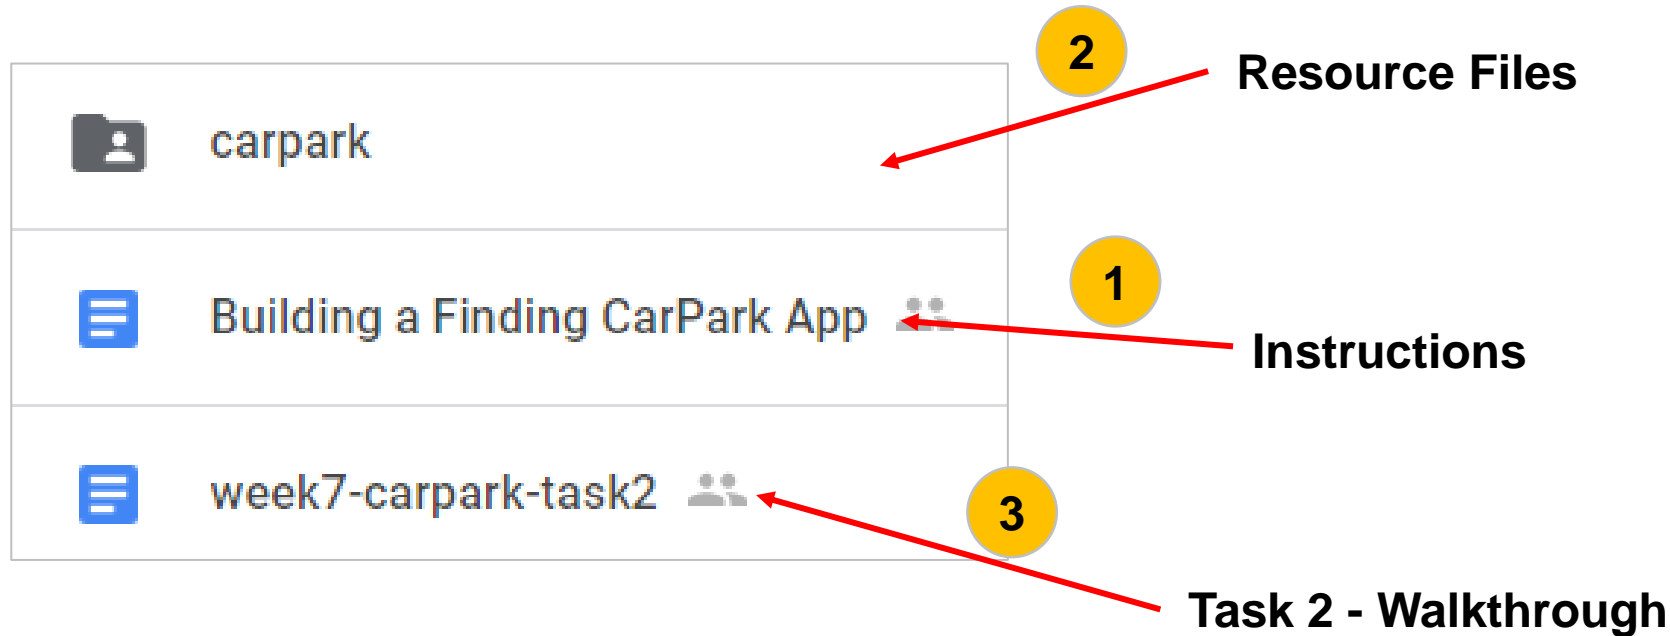 2
Resource Files
carpark
1
Building a Finding CarPark App
Instructions
week7-carpark-task2
3
Task 2 - Walkthrough